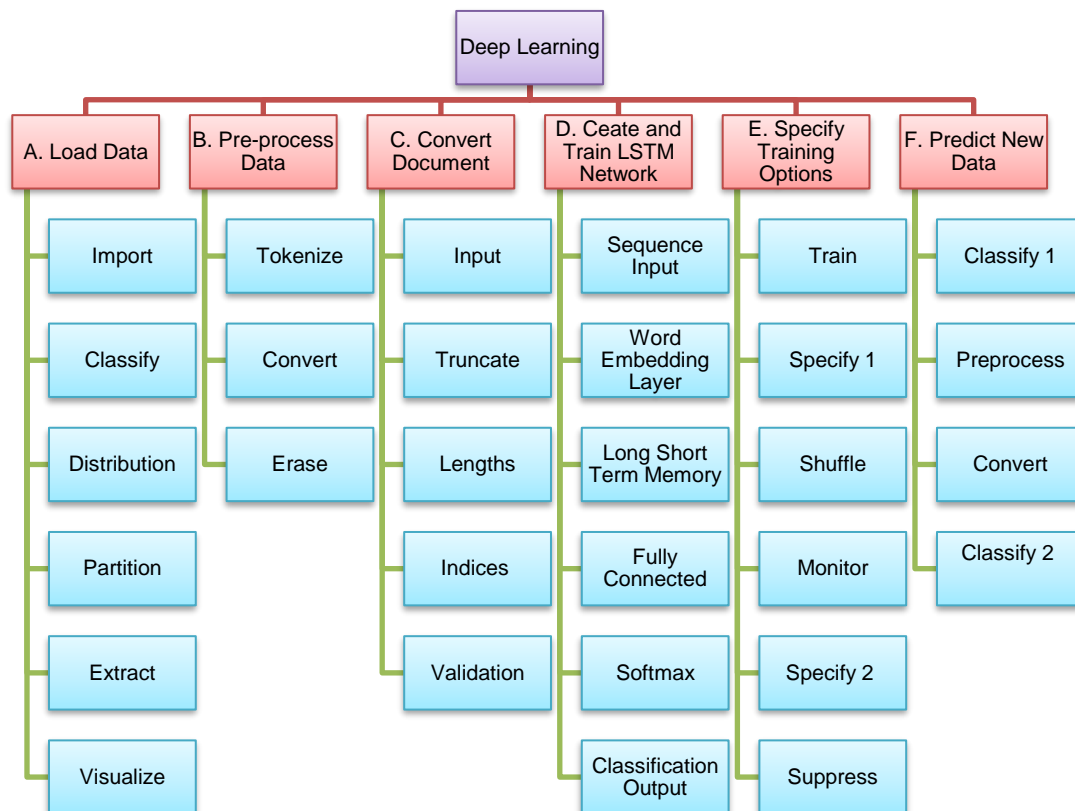 Deep Learning
A. Load Data
Import
Classify
Distribution
Partition
Extract
Visualize
B. Pre-process
Data
Tokenize
Convert
Erase
C. Convert
Document
Input
Truncate
Lengths
Indices
Validation
D. Ceate and
Train LSTM
Network
Sequence
Input
Word
Embedding
Layer
Long Short
Term Memory
Fully
Connected
Softmax
Classification
Output
E. Specify
Training
Options
Train
Specify 1
Shuffle
Monitor
Specify 2
Suppress
F. Predict New
Data
Classify 1
Preprocess
Convert
Classify 2